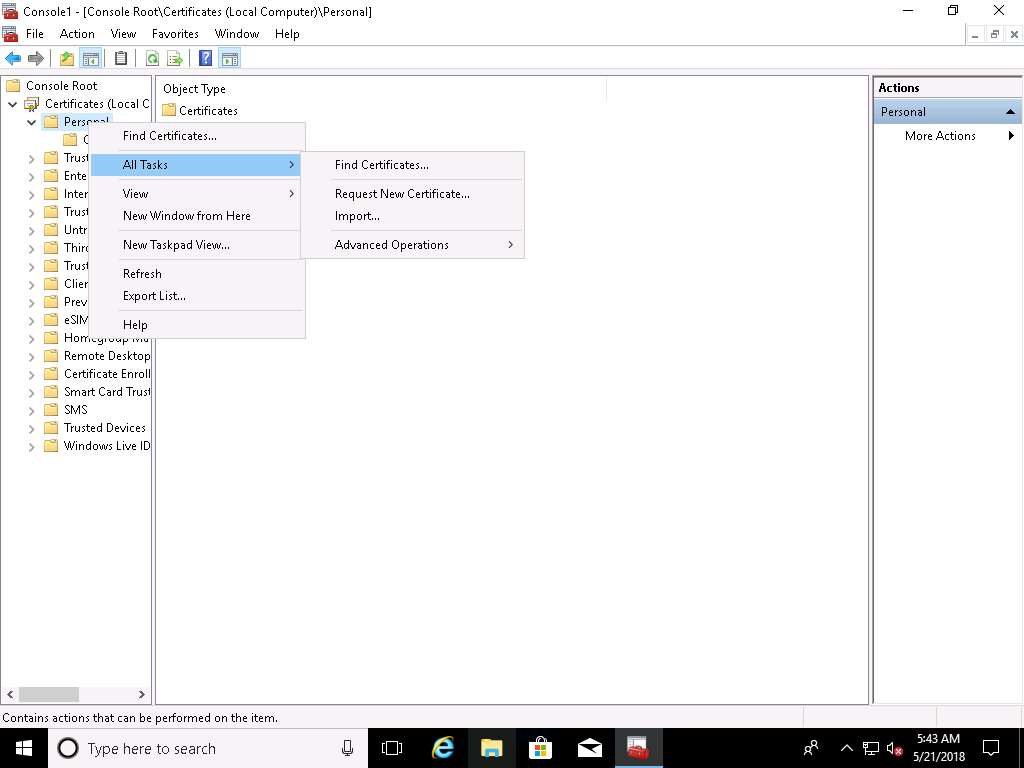 Console1 - [Console Root\Certificates (Local Computer)\Personal]
File Action View Favorites Window Help
Console Root
Certificates (Local C
Personal
Trust
Enter
Inter
Trust
Untr
Third
Trust
Clier
Prev
eSIM
Homegroup Ma
Remote Desktop
Certificate Enroll
Smart Card Trust
SMS
Trusted Devices
Windows Live ID
Find Certificates...
All Tasks
View
New Window from Here
New Taskpad View...
Refresh
Export List...
Help
Find Certificates...
Request New Certificate...
Import...
Advanced Operations
Object Type
Certificates
Actions
Personal
More Actions
Contains actions that can be performed on the item.
Type here to search
5:43 AM
5/21/2018